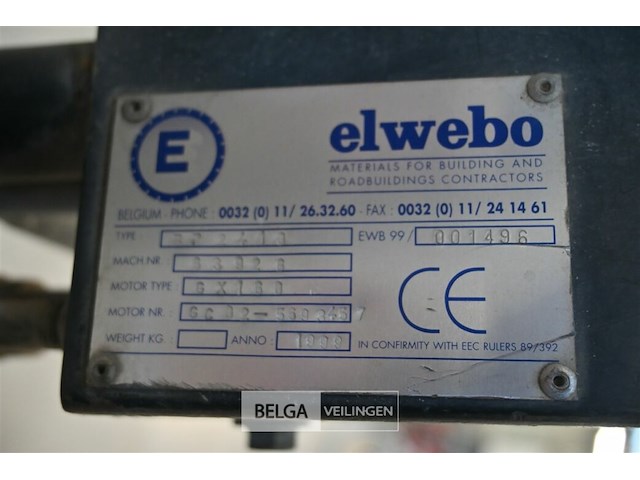 E
elwebo
MATERIALS FOR BUILDING AND
ROADBUILDINGS CONTRACTORS
BELGIUM - PHONE : 0032 (0) 11/ 26.32.60 - FAX : 0032 (0) 11/ 24 14 61
TYPE : EWB 99 / 001496
MACH.NR
MOTOR TYPE : GX160
MOTOR NR. :
WEIGHT KG. ANNO : 1999 IN CONFIRMITY WITH EEC RULERS 89/392
CE
BELGA VEILINGEN